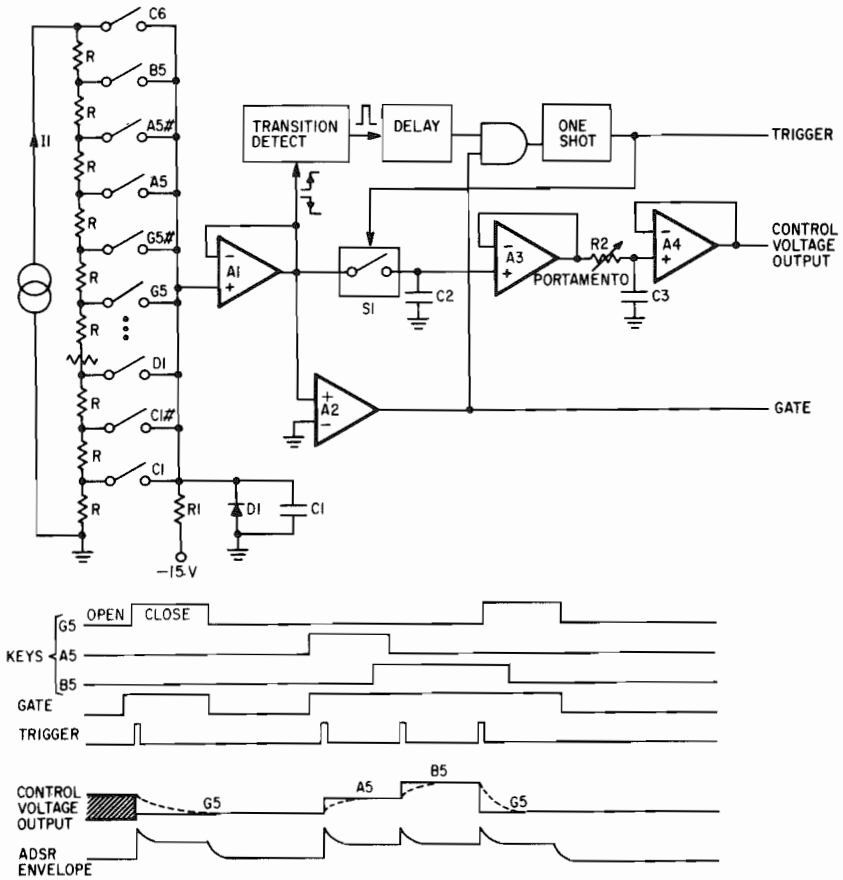 C6
R
B5
R
A5#
R
A5
R
G5#
R
G5
R
D1
R
C1#
R
C1
R
I1
R1
-15 V
D1
C1
TRANSITION
DETECT
DELAY
ONE
SHOT
TRIGGER
- A1 +
S1
C2
- A3 +
R2
PORTAMENTO
C3
- A4 +
CONTROL
VOLTAGE
OUTPUT
+ A2 -
GATE
KEYS
G5 OPEN CLOSE
A5
B5
GATE
TRIGGER
CONTROL
VOLTAGE
OUTPUT
G5
A5
B5
G5
ADSR
ENVELOPE